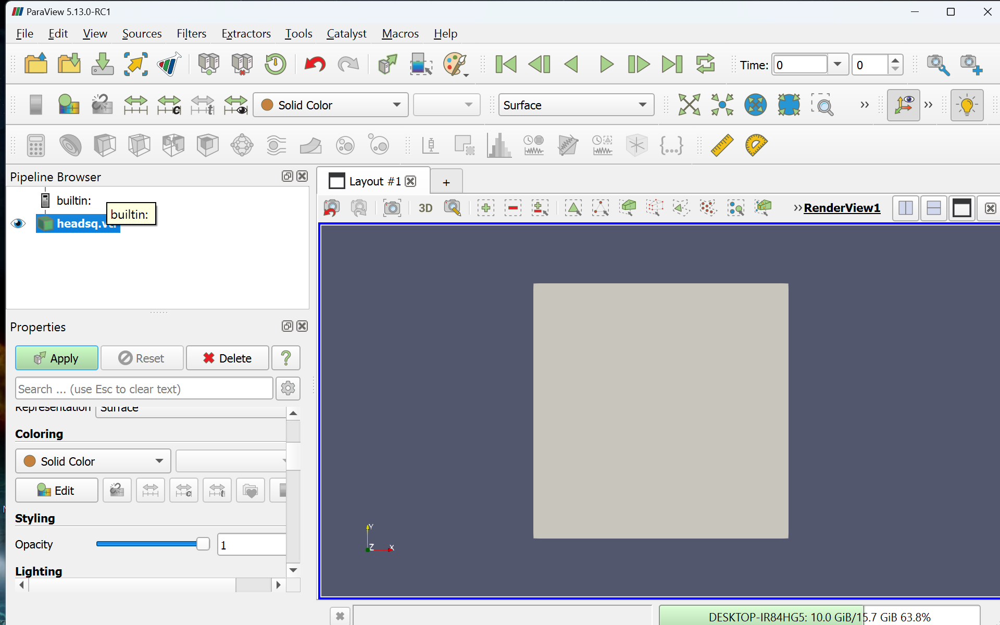 ParaView 5.13.0-RC1
File Edit View Sources Filters Extractors Tools Catalyst Macros Help
Time: 0 0
Solid Color Surface
Pipeline Browser
Layout #1 +
builtin:
builtin:
3D RenderView1
Properties
Apply Reset Delete ?
Search ... (use Esc to clear text)
Representation Surface
Coloring
Solid Color
Edit
Styling
Opacity 1
Lighting
Y
Z X
DESKTOP-IR84HG5: 10.0 GiB/15.7 GiB 63.8%